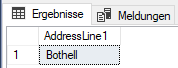 Ergebnisse Meldungen
AddressLine1
1 Bothell